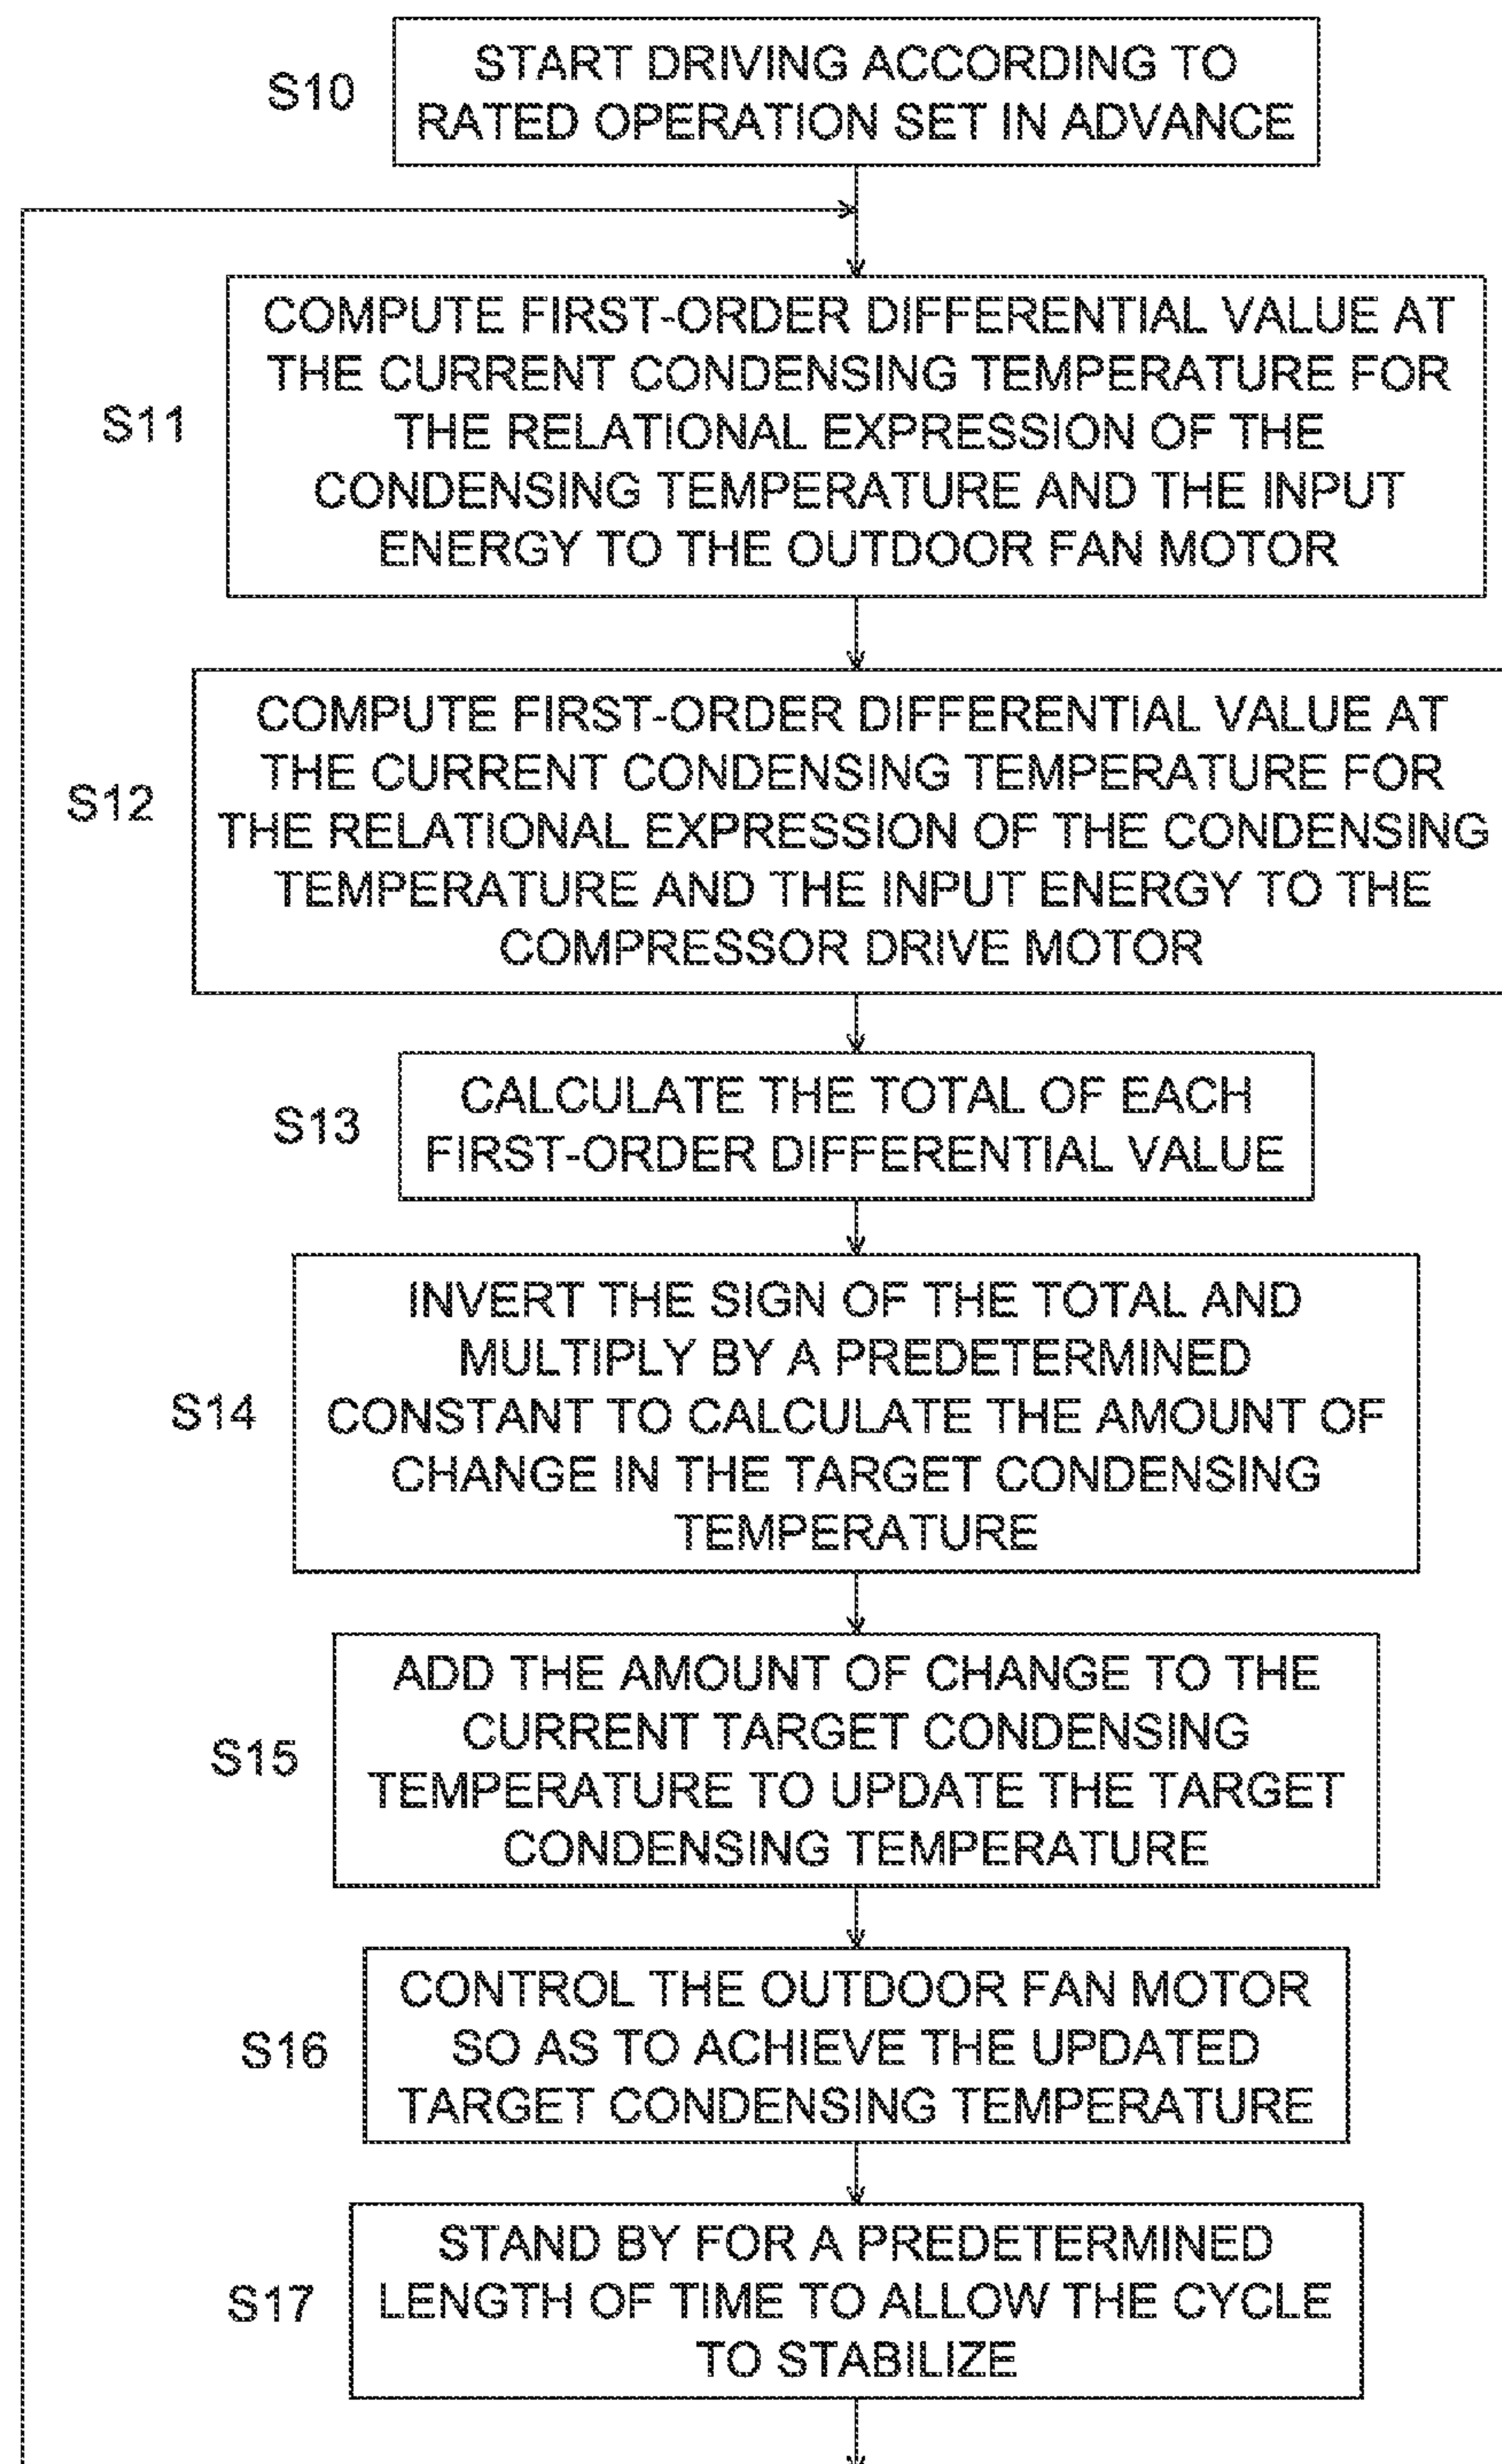 S10
START DRIVING ACCORDING TO
RATED OPERATION SET IN ADVANCE
S11
COMPUTE FIRST-ORDER DIFFERENTIAL VALUE AT
THE CURRENT CONDENSING TEMPERATURE FOR
THE RELATIONAL EXPRESSION OF THE
CONDENSING TEMPERATURE AND THE INPUT
ENERGY TO THE OUTDOOR FAN MOTOR
S12
COMPUTE FIRST-ORDER DIFFERENTIAL VALUE AT
THE CURRENT CONDENSING TEMPERATURE FOR
THE RELATIONAL EXPRESSION OF THE CONDENSING
TEMPERATURE AND THE INPUT ENERGY TO THE
COMPRESSOR DRIVE MOTOR
S13
CALCULATE THE TOTAL OF EACH
FIRST-ORDER DIFFERENTIAL VALUE
S14
INVERT THE SIGN OF THE TOTAL AND
MULTIPLY BY A PREDETERMINED
CONSTANT TO CALCULATE THE AMOUNT OF
CHANGE IN THE TARGET CONDENSING
TEMPERATURE
S15
ADD THE AMOUNT OF CHANGE TO THE
CURRENT TARGET CONDENSING
TEMPERATURE TO UPDATE THE TARGET
CONDENSING TEMPERATURE
S16
CONTROL THE OUTDOOR FAN MOTOR
SO AS TO ACHIEVE THE UPDATED
TARGET CONDENSING TEMPERATURE
S17
STAND BY FOR A PREDETERMINED
LENGTH OF TIME TO ALLOW THE CYCLE
TO STABILIZE